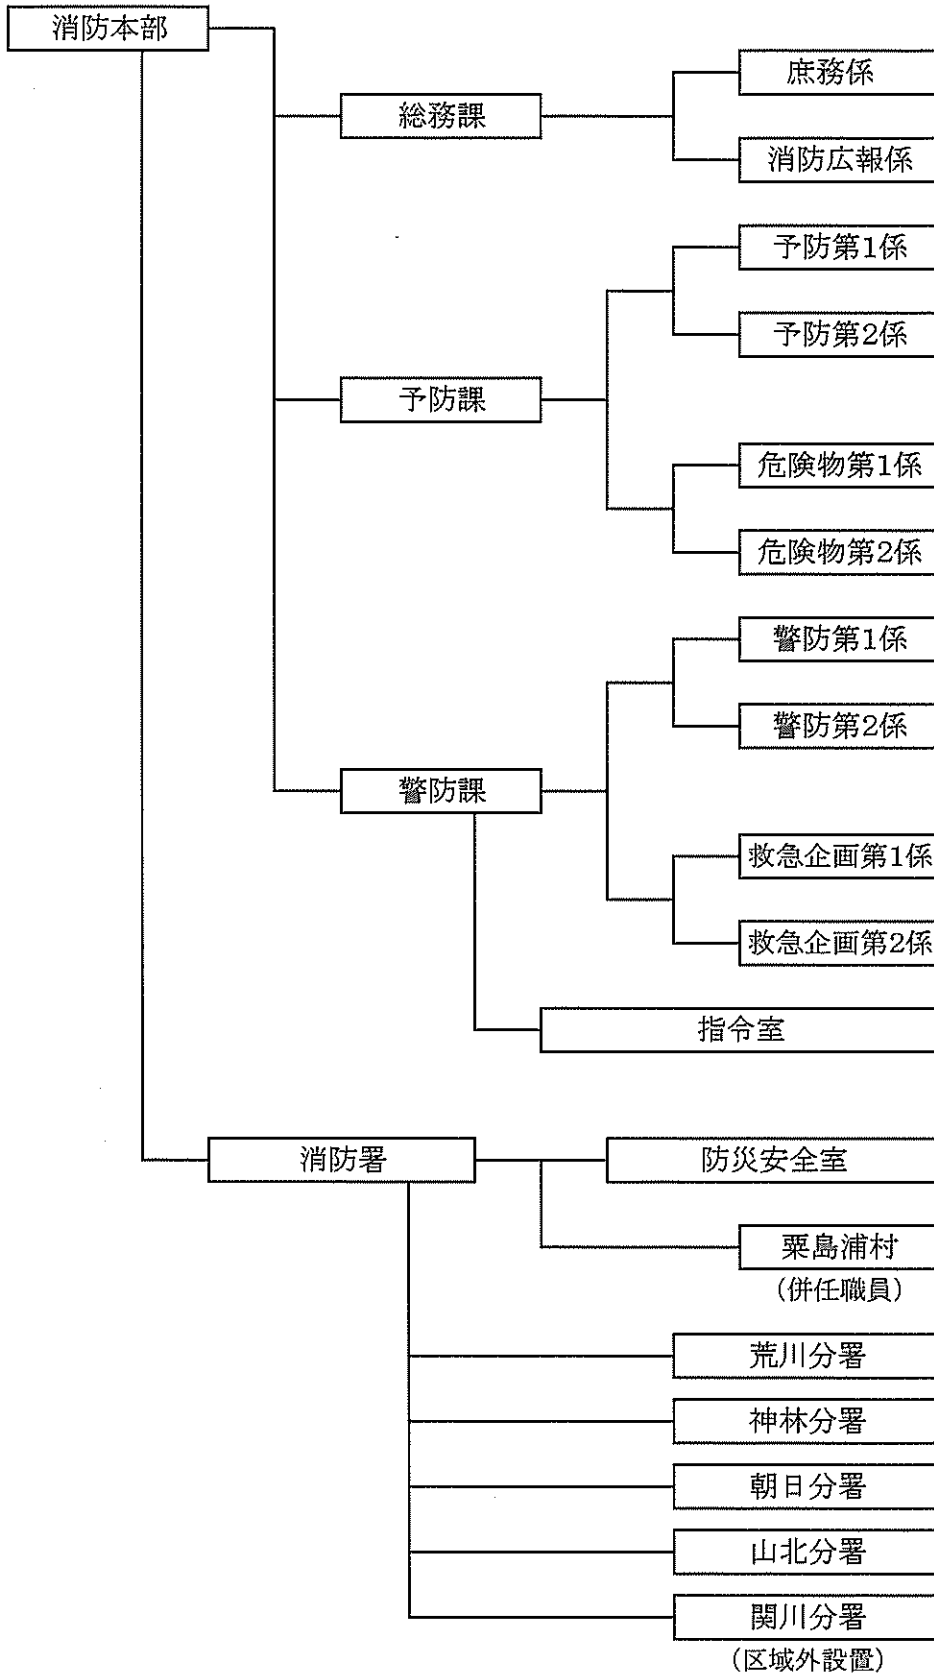 消防本部
総務課
庶務係
消防広報係
予防課
予防第1係
予防第2係
危険物第1係
危険物第2係
警防課
警防第1係
警防第2係
救急企画第1係
救急企画第2係
指令室
消防署
防災安全室
粟島浦村
(併任職員)
荒川分署
神林分署
朝日分署
山北分署
関川分署
(区域外設置)